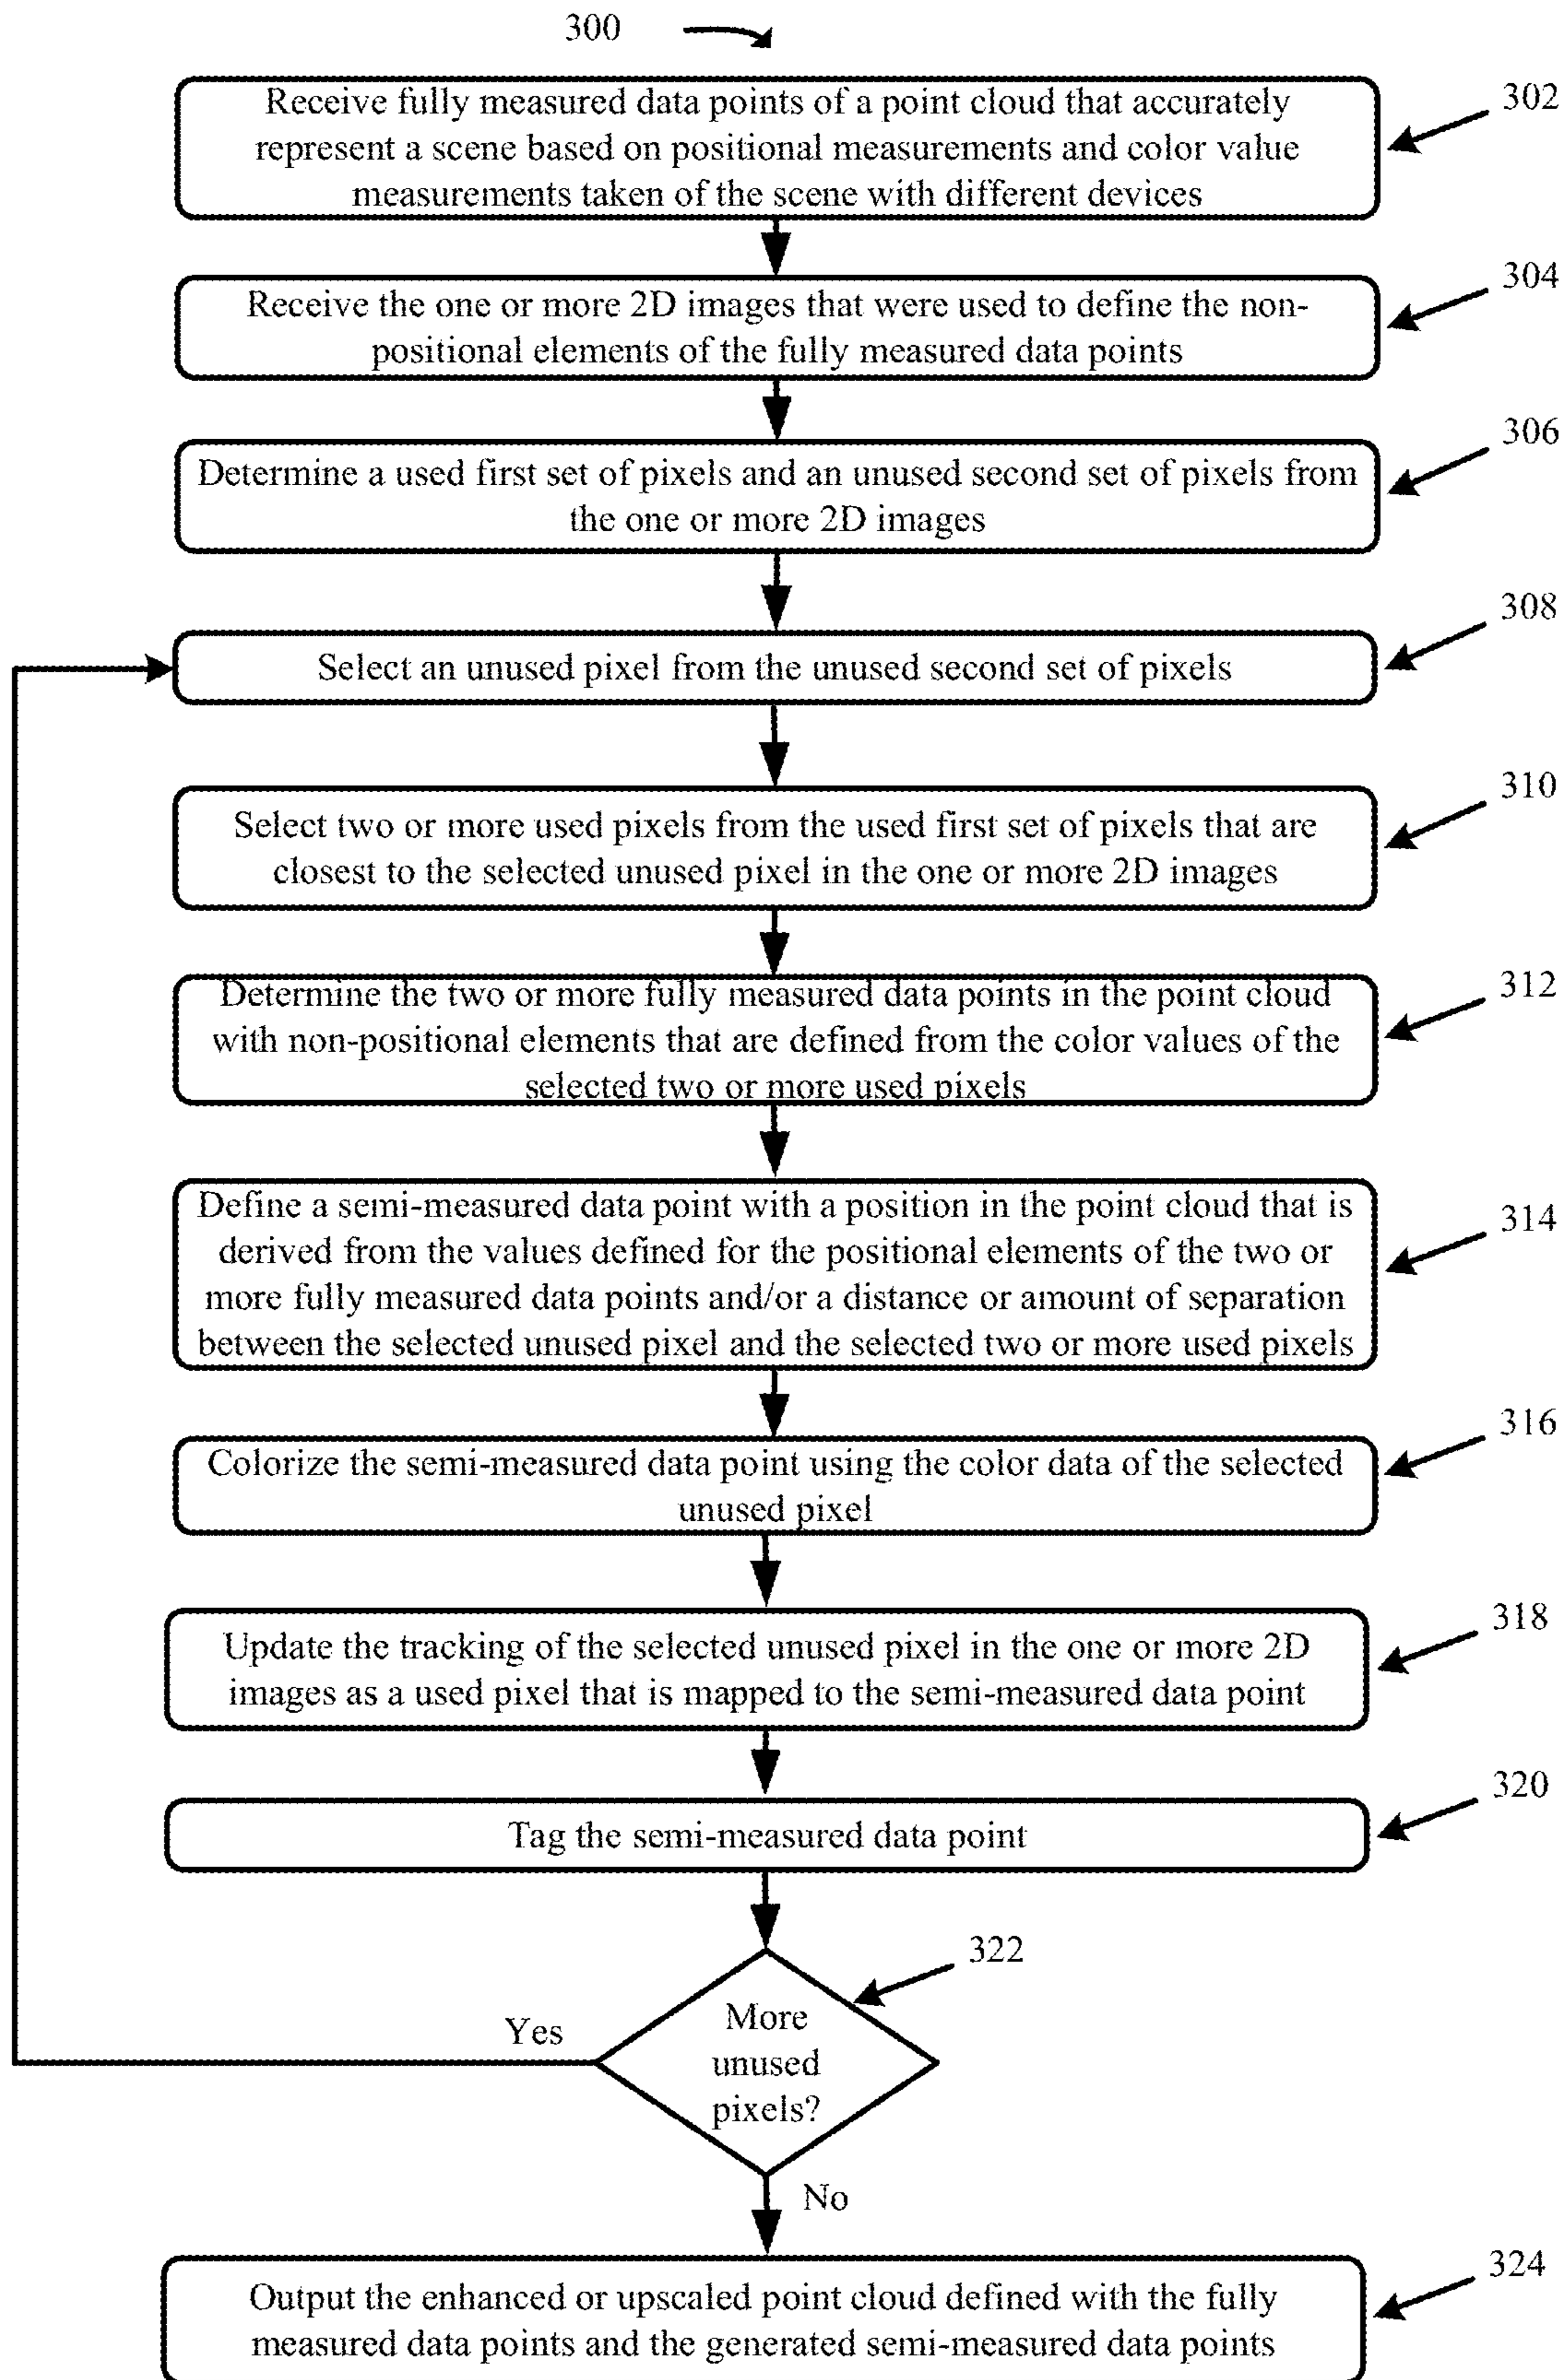 300
Receive fully measured data points of a point cloud that accurately
represent a scene based on positional measurements and color value
measurements taken of the scene with different devices
302
Receive the one or more 2D images that were used to define the non-
positional elements of the fully measured data points
304
Determine a used first set of pixels and an unused second set of pixels from
the one or more 2D images
306
Select an unused pixel from the unused second set of pixels
308
Select two or more used pixels from the used first set of pixels that are
closest to the selected unused pixel in the one or more 2D images
310
Determine the two or more fully measured data points in the point cloud
with non-positional elements that are defined from the color values of the
selected two or more used pixels
312
Define a semi-measured data point with a position in the point cloud that is
derived from the values defined for the positional elements of the two or
more fully measured data points and/or a distance or amount of separation
between the selected unused pixel and the selected two or more used pixels
314
Colorize the semi-measured data point using the color data of the selected
unused pixel
316
Update the tracking of the selected unused pixel in the one or more 2D
images as a used pixel that is mapped to the semi-measured data point
318
Tag the semi-measured data point
320
322
More
unused
pixels?
Yes
No
Output the enhanced or upscaled point cloud defined with the fully
measured data points and the generated semi-measured data points
324